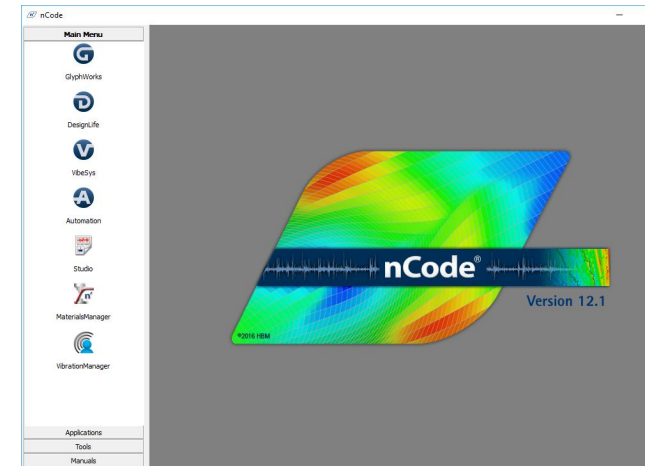 nCode
Main Menu
GlyphWorks
DesignLife
VibeSys
Automation
Studio
MaterialsManager
VibrationManager
Applications
Tools
Manuals
nCode®
Version 12.1
©2016 HBM